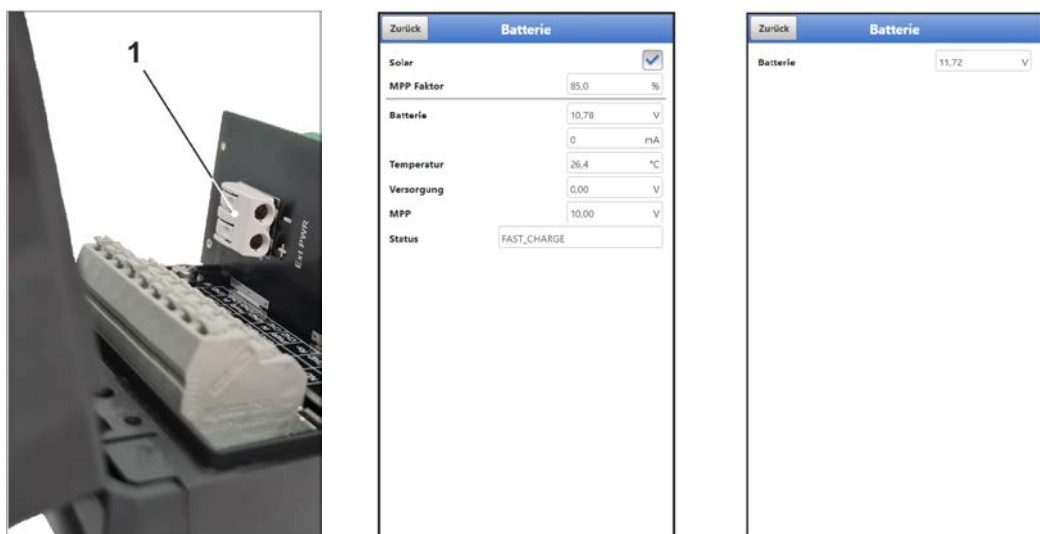 1
-
+
Ext PWR
Zurück Batterie
Solar
MPP Faktor 85,0 %
Batterie 10,78 V
0 mA
Temperatur 26,4 °C
Versorgung 0,00 V
MPP 10,00 V
Status FAST_CHARGE
Zurück Batterie
Batterie 11,72 V